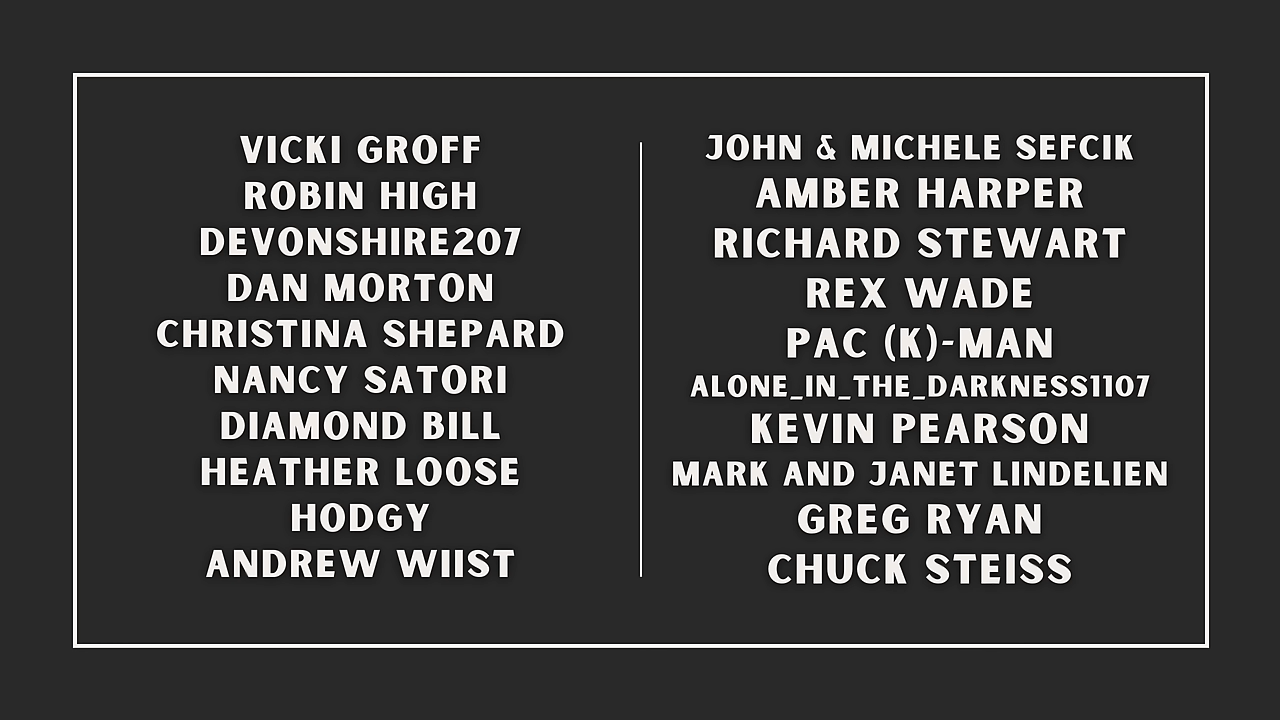 VICKI GROFF
ROBIN HIGH
DEVONSHIRE207
DAN MORTON
CHRISTINA SHEPARD
NANCY SATORI
DIAMOND BILL
HEATHER LOOSE
HODGY
ANDREW WIIST
JOHN & MICHELE SEFCIK
AMBER HARPER
RICHARD STEWART
REX WADE
PAC (K)-MAN
ALONE_IN_THE_DARKNESS1107
KEVIN PEARSON
MARK AND JANET LINDELIEN
GREG RYAN
CHUCK STEISS